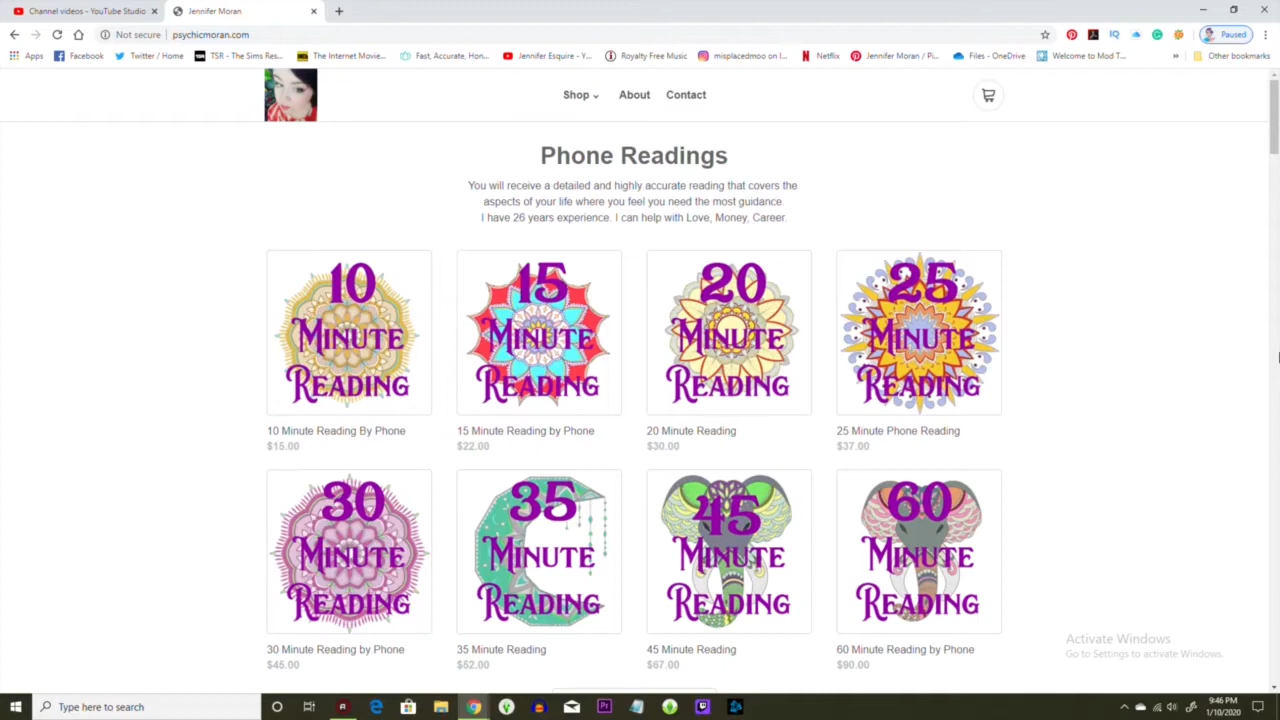 Channel videos - YouTube Studio
Jennifer Moran
Not secure
psychicmoran.com
Paused
Apps
Facebook
Twitter / Home
TSR - The Sims Res...
The Internet Movie...
Fast, Accurate, Hon...
Jennifer Esquire - Y...
Royalty Free Music
misplacedmoo on I...
Netflix
Jennifer Moran / Pi...
Files - OneDrive
Welcome to Mod T...
Other bookmarks
Shop
About
Contact
Phone Readings
You will receive a detailed and highly accurate reading that covers the
aspects of your life where you feel you need the most guidance.
I have 26 years experience. I can help with Love, Money, Career.
10
Minute
Reading
15
Minute
Reading
20
Minute
Reading
25
Minute
Reading
10 Minute Reading By Phone
$15.00
15 Minute Reading by Phone
$22.00
20 Minute Reading
$30.00
25 Minute Phone Reading
$37.00
30
Minute
Reading
35
Minute
Reading
45
Minute
Reading
60
Minute
Reading
30 Minute Reading by Phone
$45.00
35 Minute Reading
$52.00
45 Minute Reading
$67.00
60 Minute Reading by Phone
$90.00
Activate Windows
Go to Settings to activate Windows.
Type here to search
9:46 PM
1/10/2020